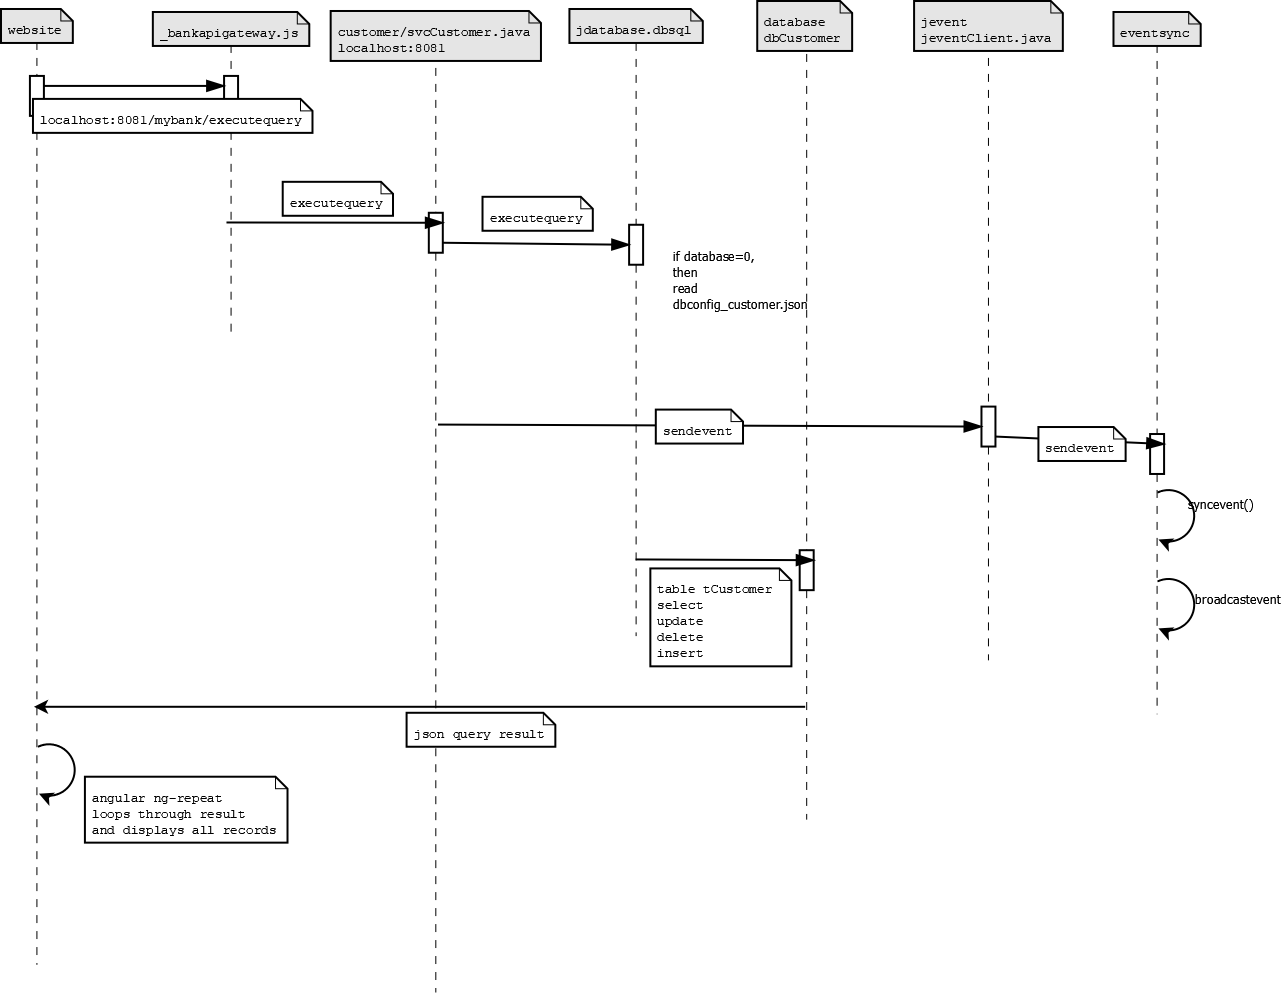 website
_bankapigateway.js
customer/svcCustomer.java
localhost:8081
jdatabase.dbsql
database
dbCustomer
jevent
jeventClient.java
eventsync
localhost:8081/mybank/executequery
executequery
executequery
if database=0,
then
read
dbconfig_customer.json
sendevent
sendevent
syncevent()
table tCustomer
select
update
delete
insert
broadcastevent
json query result
angular ng-repeat
loops through result
and displays all records